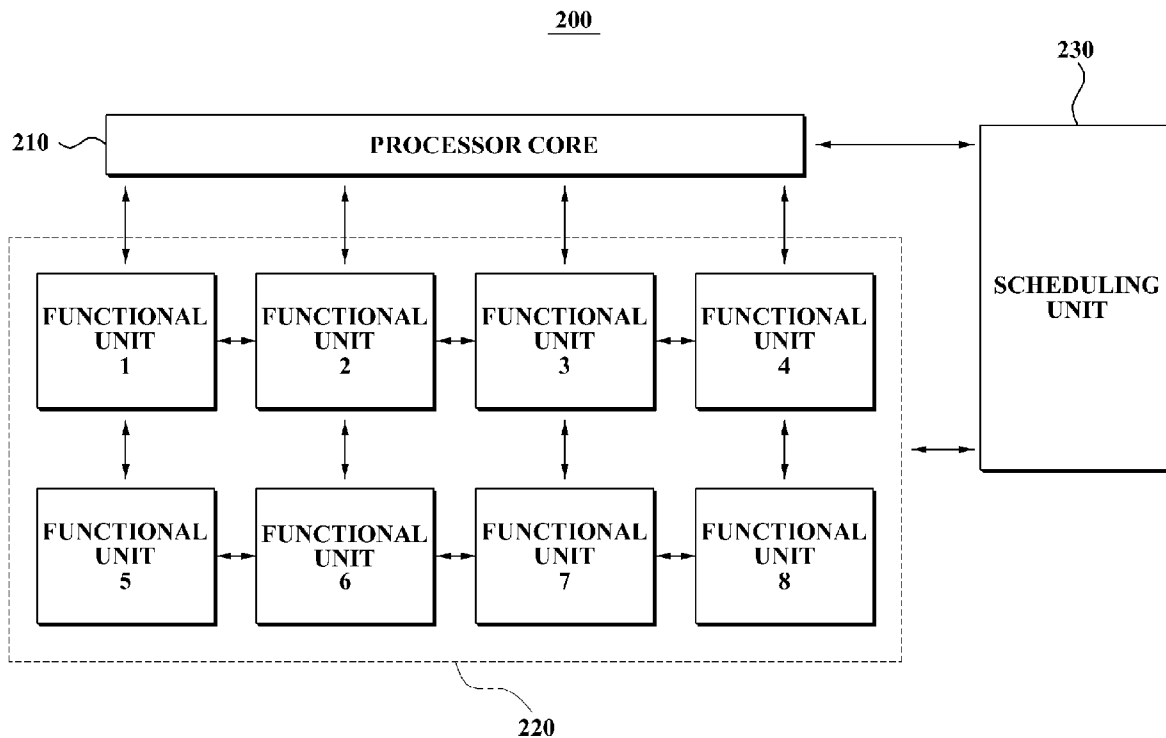 200
230
210
PROCESSOR CORE
SCHEDULING
UNIT
FUNCTIONAL
UNIT
1
FUNCTIONAL
UNIT
2
FUNCTIONAL
UNIT
3
FUNCTIONAL
UNIT
4
FUNCTIONAL
UNIT
5
FUNCTIONAL
UNIT
6
FUNCTIONAL
UNIT
7
FUNCTIONAL
UNIT
8
220